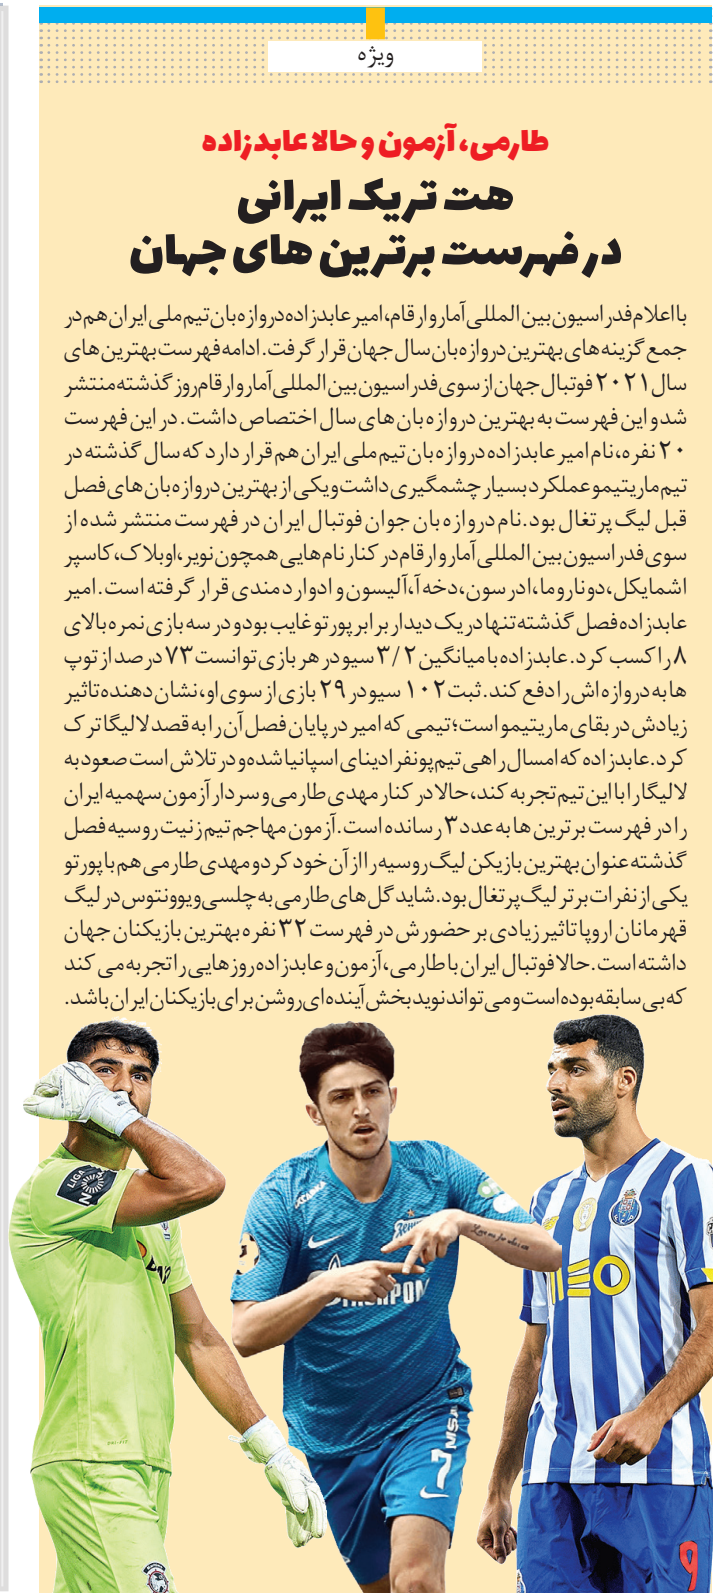 ویژه
طارمی، آزمون و حالا عابدزاده
هت تریک ایرانی
در فهرست برترین های جهان
با اعلام فدراسیون بین المللی آمار و ارقام، امیر عابدزاده دروازه بان تیم ملی ایران هم در
جمع گزینه های بهترین دروازه بان سال جهان قرار گرفت. ادامه فهرست بهترین های
سال ۲۰۲۱ فوتبال جهان از سوی فدراسیون بین المللی آمار و ارقام روز گذشته منتشر
شد و این فهرست به بهترین دروازه بان های سال اختصاص داشت. در این فهرست
۲۰ نفره، نام امیر عابدزاده دروازه بان تیم ملی ایران هم قرار دارد که سال گذشته در
تیم ماریتیمو عملکرد بسیار چشمگیری داشت و یکی از بهترین دروازه بان های فصل
قبل لیگ پرتغال بود. نام دروازه بان جوان فوتبال ایران در فهرست منتشر شده از
سوی فدراسیون بین المللی آمار و ارقام در کنار نام هایی همچون نویر، اوبلاک، کاسپر
اشمایکل، دوناروما، ادرسون، دخه آ، آلیسون و ادوارد مندی قرار گرفته است. امیر
عابدزاده فصل گذشته تنها در یک دیدار برابر پورتو غایب بود و در سه بازی نمره بالای
۸ را کسب کرد. عابدزاده با میانگین ۳/۲ سیو در هر بازی توانست ۷۳ درصد از توپ
ها به دروازه اش را دفع کند. ثبت ۱۰۲ سیو در ۲۹ بازی از سوی او، نشان دهنده تاثیر
زیادش در بقای ماریتیمو است؛ تیمی که امیر در پایان فصل آن را به قصد لالیگا ترک
کرد. عابدزاده که امسال راهی تیم پونفرادینای اسپانیا شده و در تلاش است صعود به
لالیگا را با این تیم تجربه کند، حالا در کنار مهدی طارمی و سردار آزمون سهمیه ایران
را در فهرست برترین ها به عدد ۳ رسانده است. آزمون مهاجم تیم زنیت روسیه فصل
گذشته عنوان بهترین بازیکن لیگ روسیه را از آن خود کرد و مهدی طارمی هم با پورتو
یکی از نفرات برتر لیگ پرتغال بود. شاید گل های طارمی به چلسی و یوونتوس در لیگ
قهرمانان اروپا تاثیر زیادی بر حضورش در فهرست ۳۲ نفره بهترین بازیکنان جهان
داشته است. حالا فوتبال ایران با طارمی، آزمون و عابدزاده روزهایی را تجربه می کند
که بی سابقه بوده است و می تواند نوید بخش آینده ای روشن برای بازیکنان ایران باشد.
LIGA
N
MEO
MSA
9